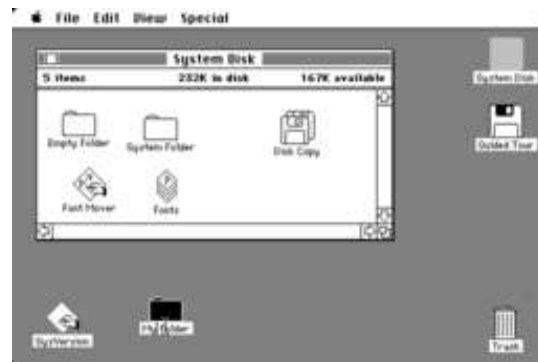 File Edit View Special
System Disk
5 items 232K in disk 167K available
System Disk
Empty Folder System Folder Disk Copy
Guided Tour
Font Mover Fonts
SysVersion
Trash